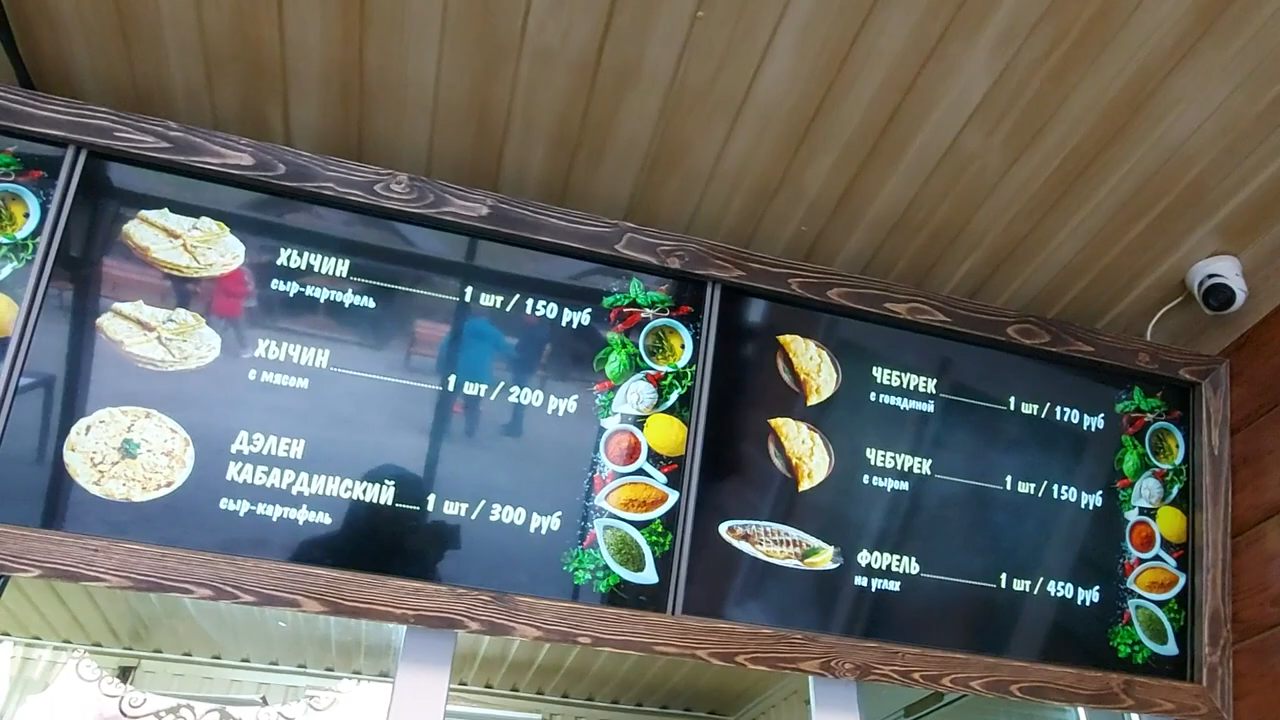 ХЫЧИН 1 шт / 150 руб
сыр-картофель
ХЫЧИН 1 шт / 200 руб
с мясом
ДЭЛЕН
КАБАРДИНСКИЙ 1 шт / 300 руб
сыр-картофель
ЧЕБУРЕК 1 шт / 170 руб
с говядиной
ЧЕБУРЕК 1 шт / 150 руб
с сыром
ФОРЕЛЬ 1 шт / 450 руб
на углях